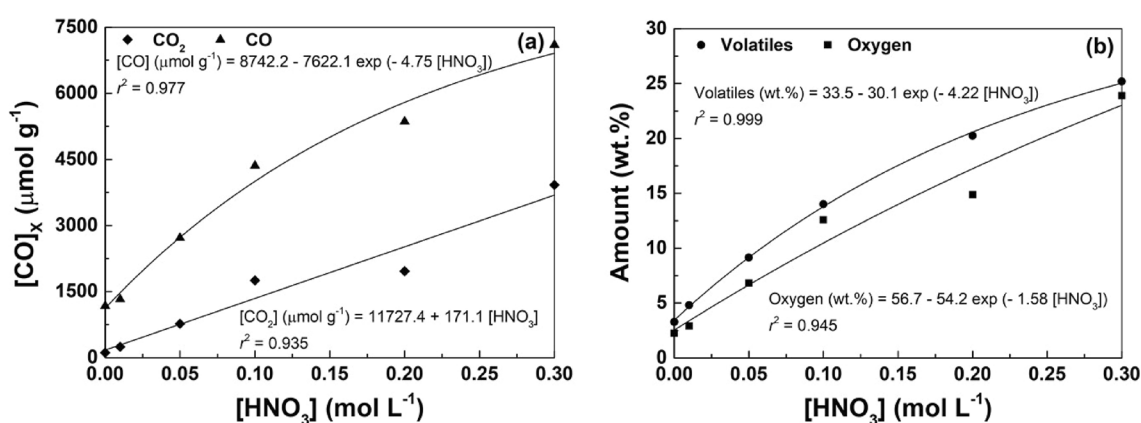 (a)
CO₂ CO
[CO] (μmol g⁻¹) = 8742.2 - 7622.1 exp (- 4.75 [HNO₃])
r² = 0.977
[CO₂] (μmol g⁻¹) = 11727.4 + 171.1 [HNO₃]
r² = 0.935
7500
6000
4500
3000
1500
0
[CO]ₓ (μmol g⁻¹)
0.00 0.05 0.10 0.15 0.20 0.25 0.30
[HNO₃] (mol L⁻¹)
(b)
Volatiles Oxygen
Volatiles (wt.%) = 33.5 - 30.1 exp (- 4.22 [HNO₃])
r² = 0.999
Oxygen (wt.%) = 56.7 - 54.2 exp (- 1.58 [HNO₃])
r² = 0.945
30
25
20
15
10
5
0
Amount (wt.%)
0.00 0.05 0.10 0.15 0.20 0.25 0.30
[HNO₃] (mol L⁻¹)